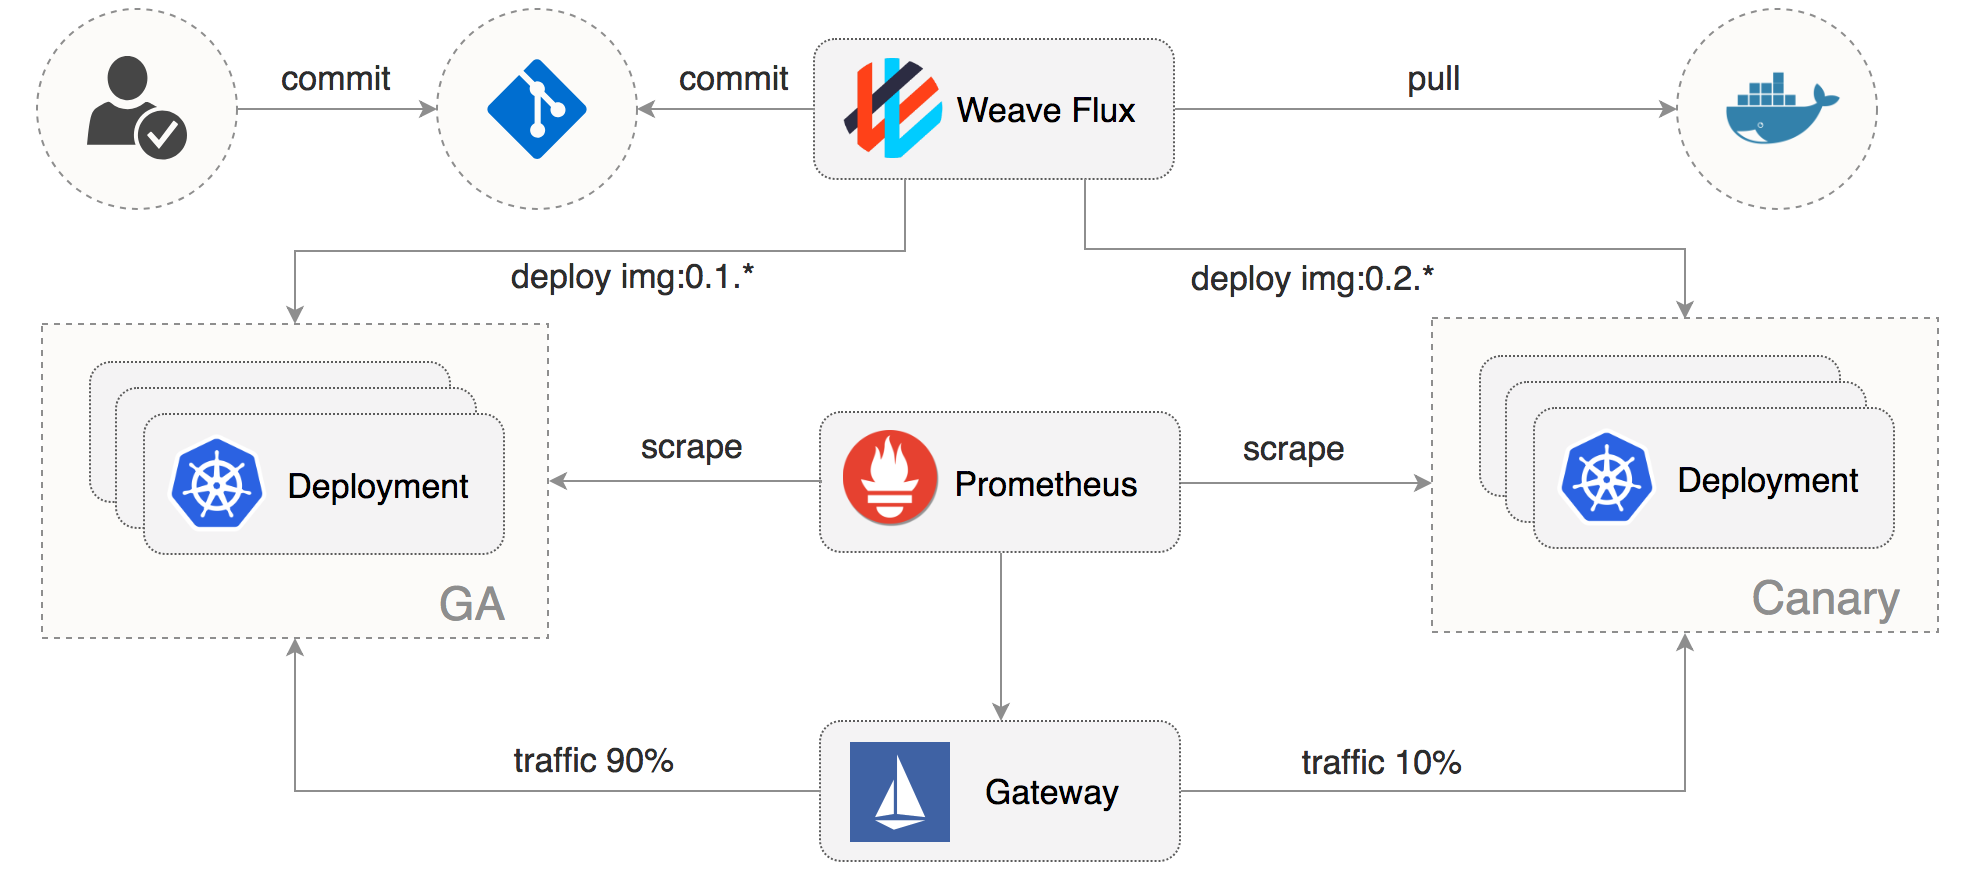 commit
commit
Weave Flux
pull
deploy img:0.1.*
deploy img:0.2.*
Deployment
GA
scrape
Prometheus
scrape
Deployment
Canary
traffic 90%
Gateway
traffic 10%